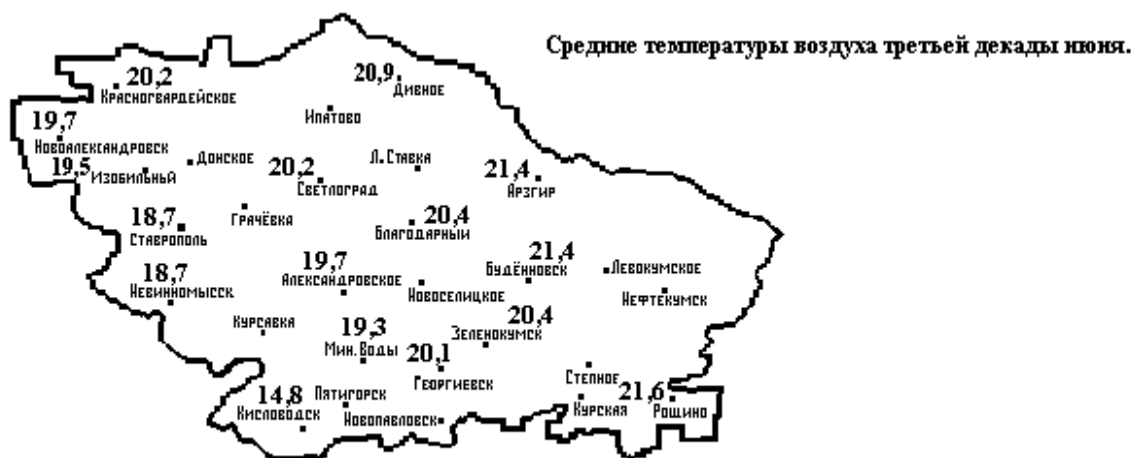 Средние температуры воздуха третьей декады июня.
20,2
Красногвардейское
20,9
Дивное
Ипатово
19,7
Новоалександровск
19,5
Изобильный
Донское
20,2
Светлоград
Л.Ставка
21,4
Арзгир
18,7
Ставрополь
Грачёвка
20,4
Благодарный
18,7
Невинномысск
19,7
Александровское
Новоселицкое
21,4
Будённовск
Левокумское
Нефтекумск
Курсавка
19,3
Мин.Воды
20,4
Зеленокумск
20,1
Георгиевск
Степное
Курская
21,6
Рощино
14,8
Кисловодск
Пятигорск
Новопавловск